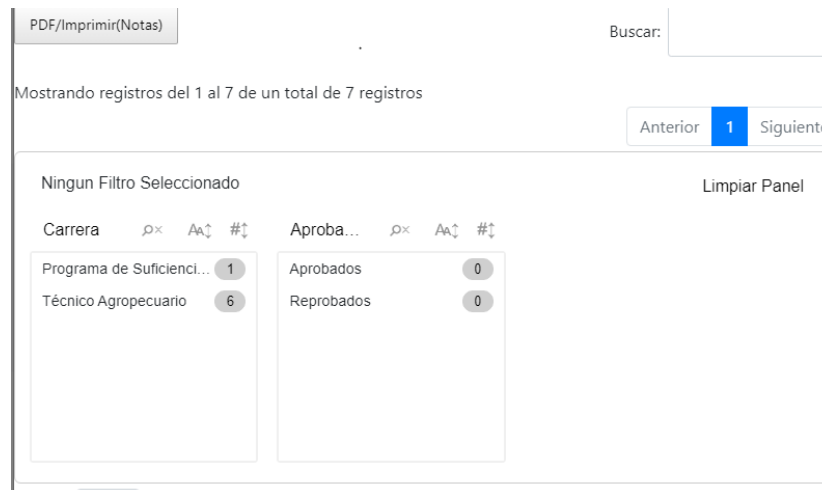 PDF/Imprimir(Notas)
Buscar:
Mostrando registros del 1 al 7 de un total de 7 registros
Anterior 1 Siguiente
Ningun Filtro Seleccionado Limpiar Panel
Carrera Aproba...
Programa de Suficienci... 1
Técnico Agropecuario 6
Aprobados 0
Reprobados 0